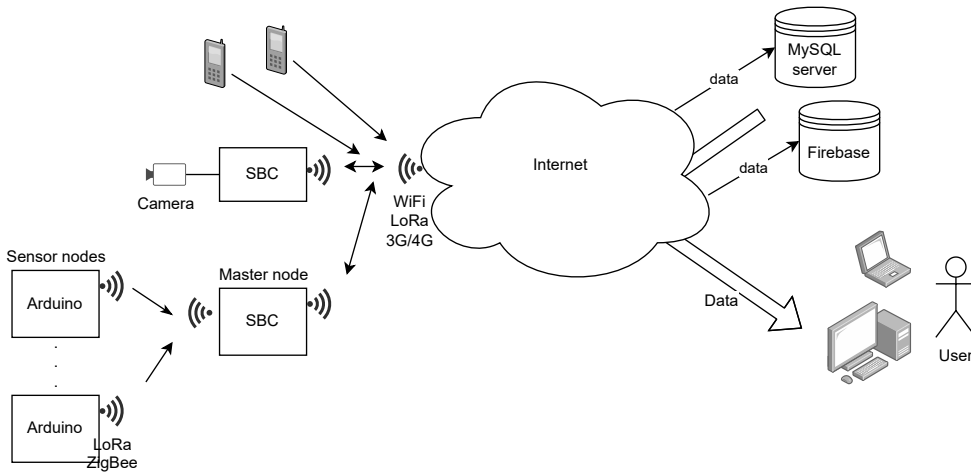 MySQL
server
data
Internet
Firebase
data
SBC
Camera
WiFi
LoRa
3G/4G
Sensor nodes
Master node
Arduino
SBC
Data
User
.
.
.
Arduino
LoRa
ZigBee